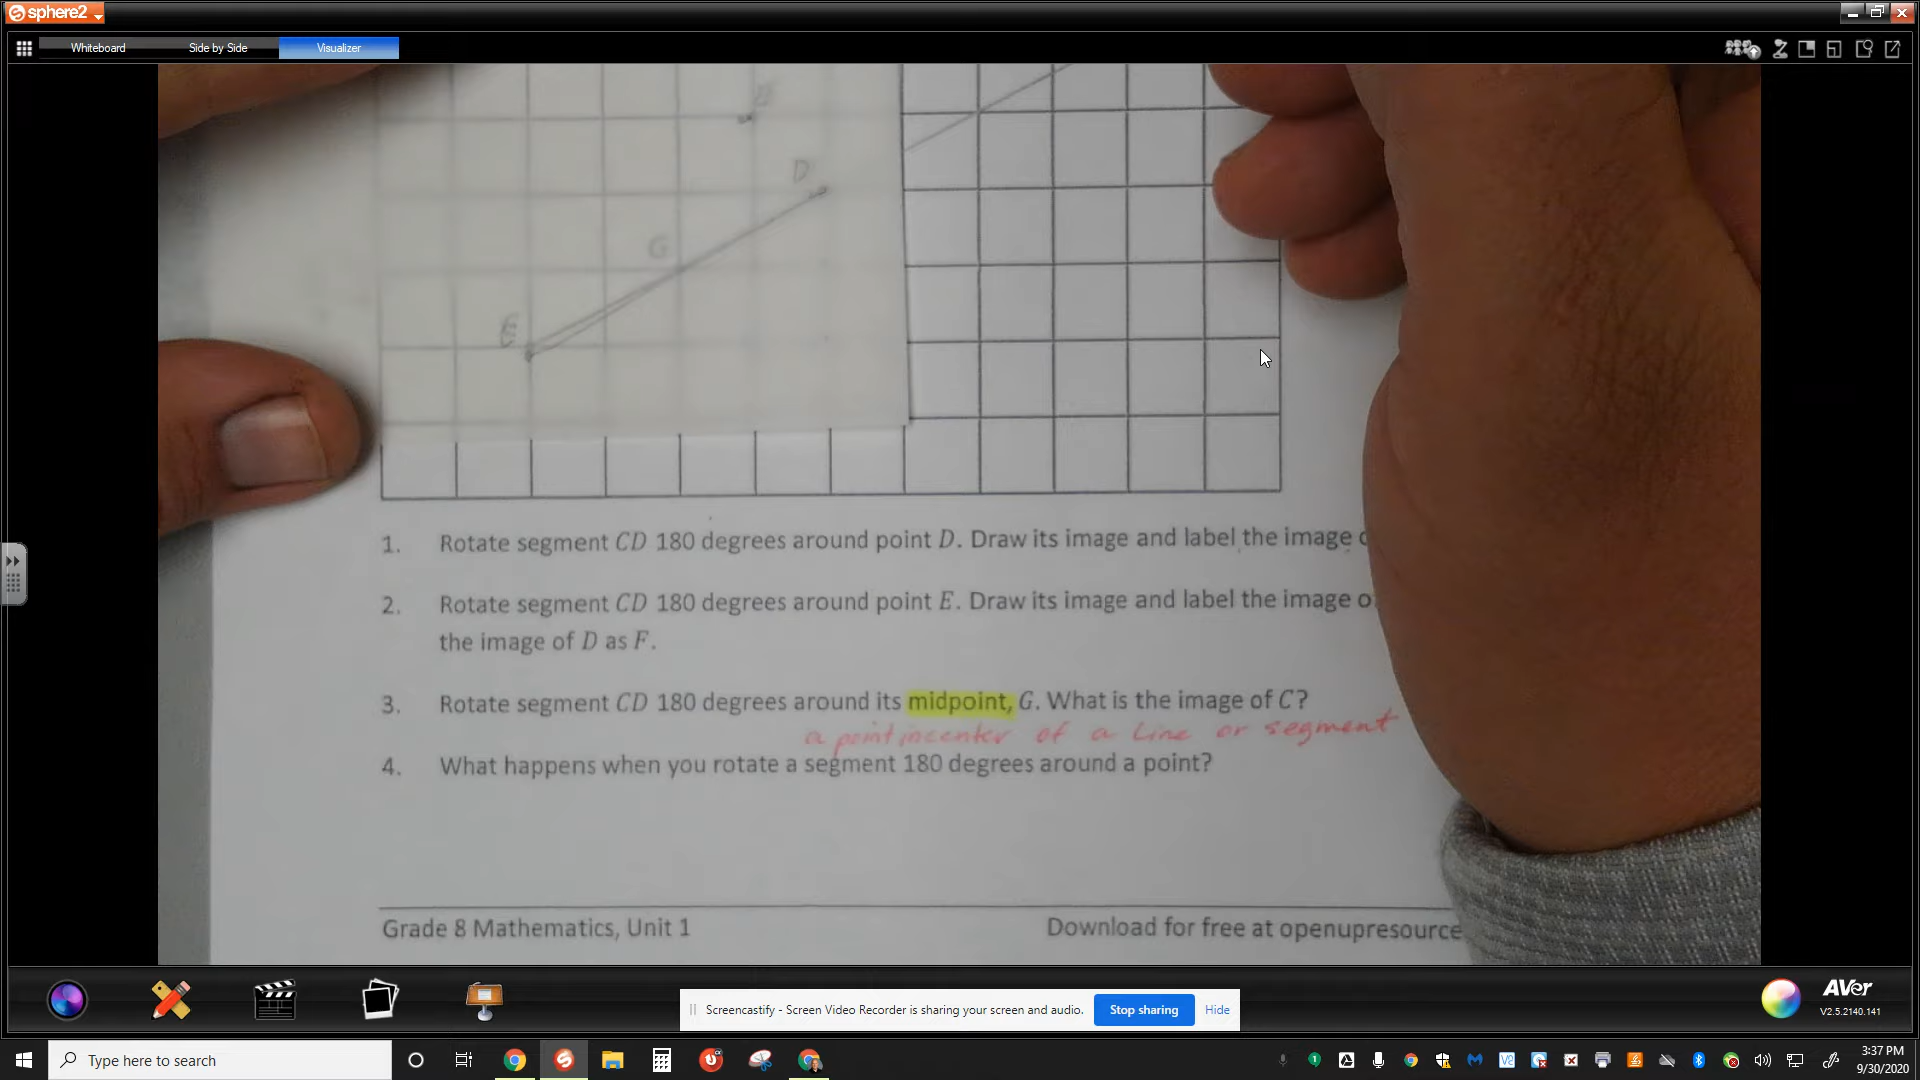 sphere2
Whiteboard
Side by Side
Visualizer
D
G
1. Rotate segment CD 180 degrees around point D. Draw its image and label the image
2. Rotate segment CD 180 degrees around point E. Draw its image and label the image
the image of D as F.
3. Rotate segment CD 180 degrees around its midpoint, G. What is the image of C?
a point in center of a Line or segment
4. What happens when you rotate a segment 180 degrees around a point?
Grade 8 Mathematics, Unit 1
Download for free at openupresource
Screencastify - Screen Video Recorder is sharing your screen and audio.
Stop sharing
Hide
AVer
V2.5.2140.141
Type here to search
3:37 PM
9/30/2020